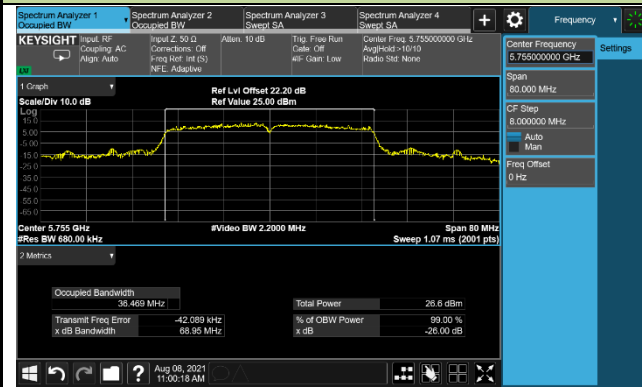 Spectrum Analyzer 1
Occupied BW
Spectrum Analyzer 2
Occupied BW
Spectrum Analyzer 3
Swept SA
Spectrum Analyzer 4
Swept SA
+
Frequency
KEYSIGHT
Input: RF
Coupling: AC
Align: Auto
Input Z: 50 Ω
Corrections: Off
Freq Ref: Int (S)
NFE: Adaptive
Atten: 10 dB
Trig: Free Run
Gate: Off
#IF Gain: Low
Center Freq: 5.755000000 GHz
Avg|Hold:>10/10
Radio Std: None
Center Frequency
5.755000000 GHz
Settings
Span
80.000 MHz
CF Step
8.000000 MHz
Auto
Man
Freq Offset
0 Hz
1 Graph
Scale/Div 10.0 dB
Ref Lvl Offset 22.20 dB
Ref Value 25.00 dBm
Log
15.0
5.00
-5.00
-15.0
-25.0
-35.0
-45.0
-55.0
-65.0
Center 5.755 GHz
#Res BW 680.00 kHz
#Video BW 2.2000 MHz
Span 80 MHz
Sweep 1.07 ms (2001 pts)
2 Metrics
Occupied Bandwidth
36.469 MHz
Total Power
26.6 dBm
Transmit Freq Error
-42.089 kHz
% of OBW Power
99.00 %
x dB Bandwidth
68.95 MHz
x dB
-26.00 dB
?
Aug 08, 2021
11:00:18 AM